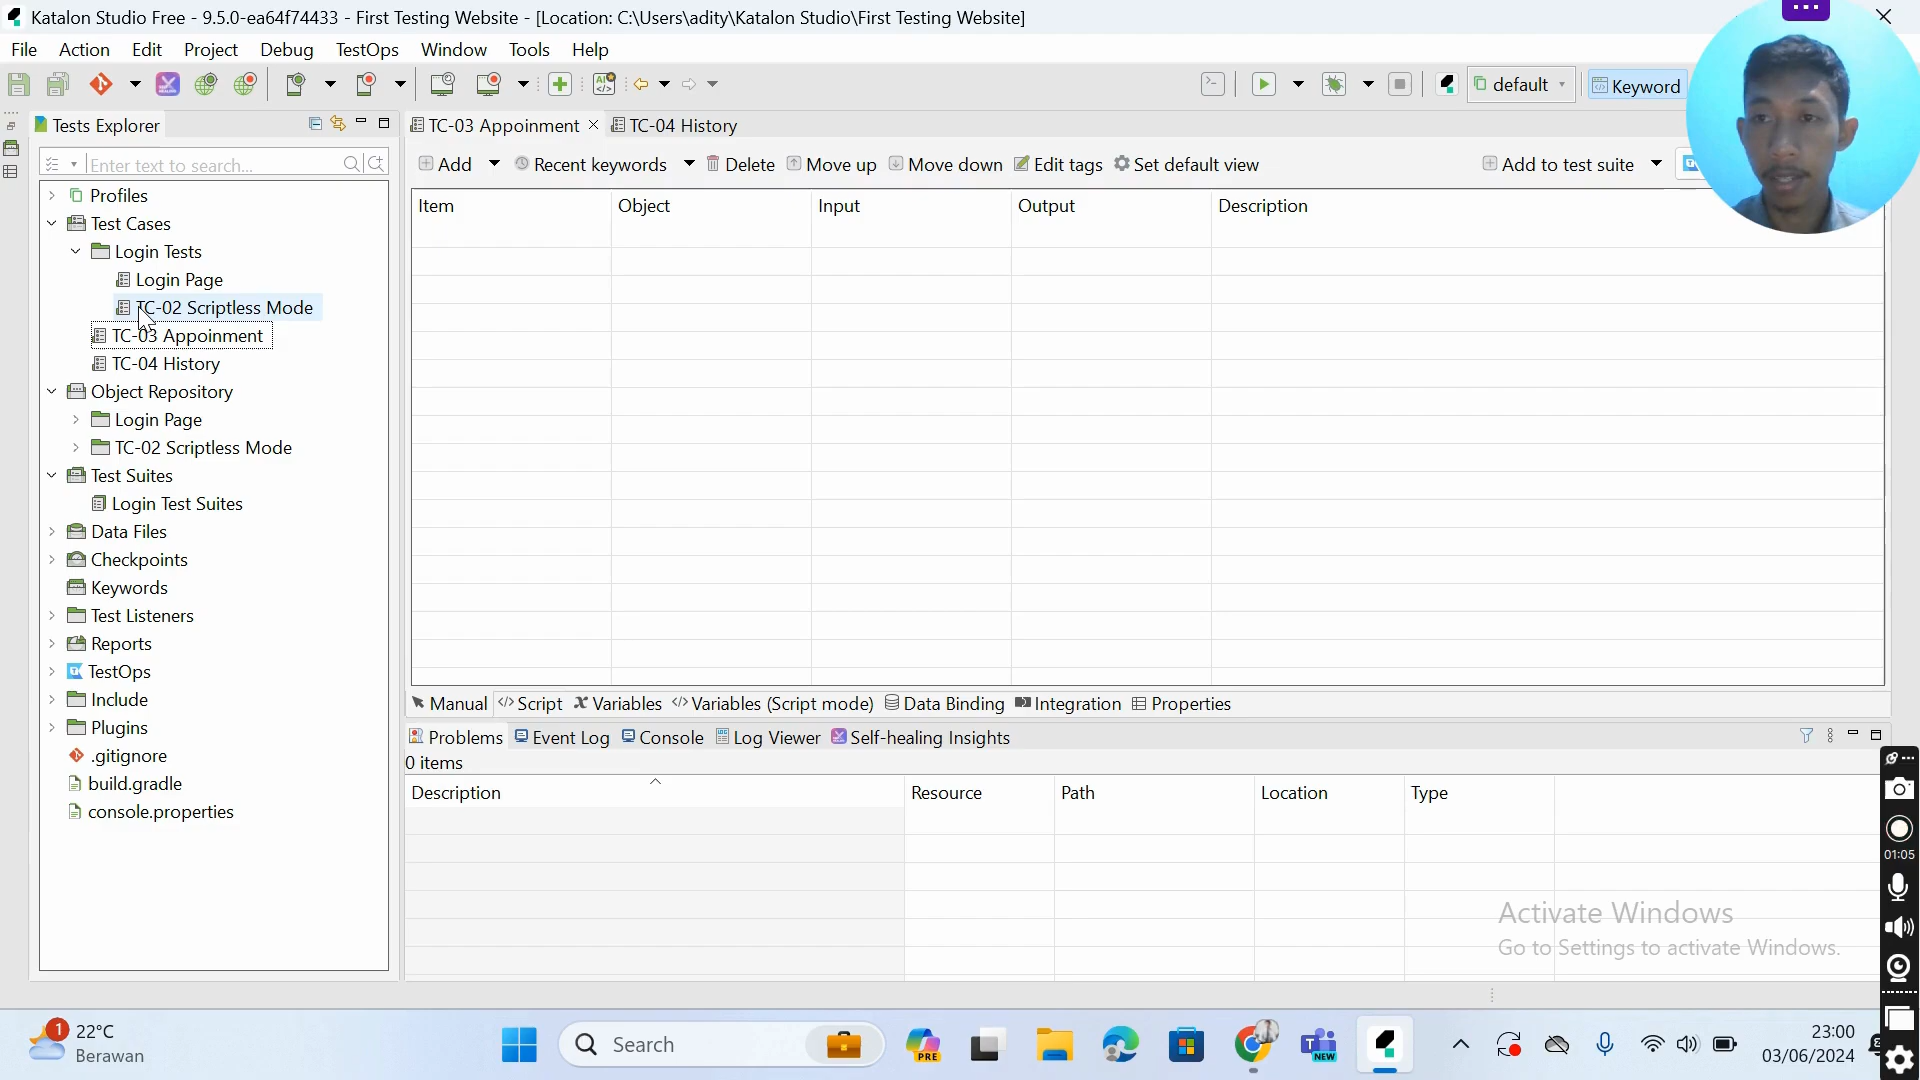 Katalon Studio Free - 9.5.0-ea64f74433 - First Testing Website - [Location: C:\Users\adity\Katalon Studio\First Testing Website]
File Action Edit Project Debug TestOps Window Tools Help
default Keyword
Tests Explorer
TC-03 Appoinment TC-04 History
Enter text to search...
Add Recent keywords Delete Move up Move down Edit tags Set default view Add to test suite
Item Object Input Output Description
Profiles
Test Cases
Login Tests
Login Page
TC-02 Scriptless Mode
TC-03 Appoinment
TC-04 History
Object Repository
Login Page
TC-02 Scriptless Mode
Test Suites
Login Test Suites
Data Files
Checkpoints
Keywords
Test Listeners
Reports
TestOps
Include
Plugins
.gitignore
build.gradle
console.properties
Manual Script Variables Variables (Script mode) Data Binding Integration Properties
Problems Event Log Console Log Viewer Self-healing Insights
0 items
Description Resource Path Location Type
01:05
Activate Windows
Go to Settings to activate Windows.
1 22°C
Berawan
Search
PRE
NEW
23:00
03/06/2024